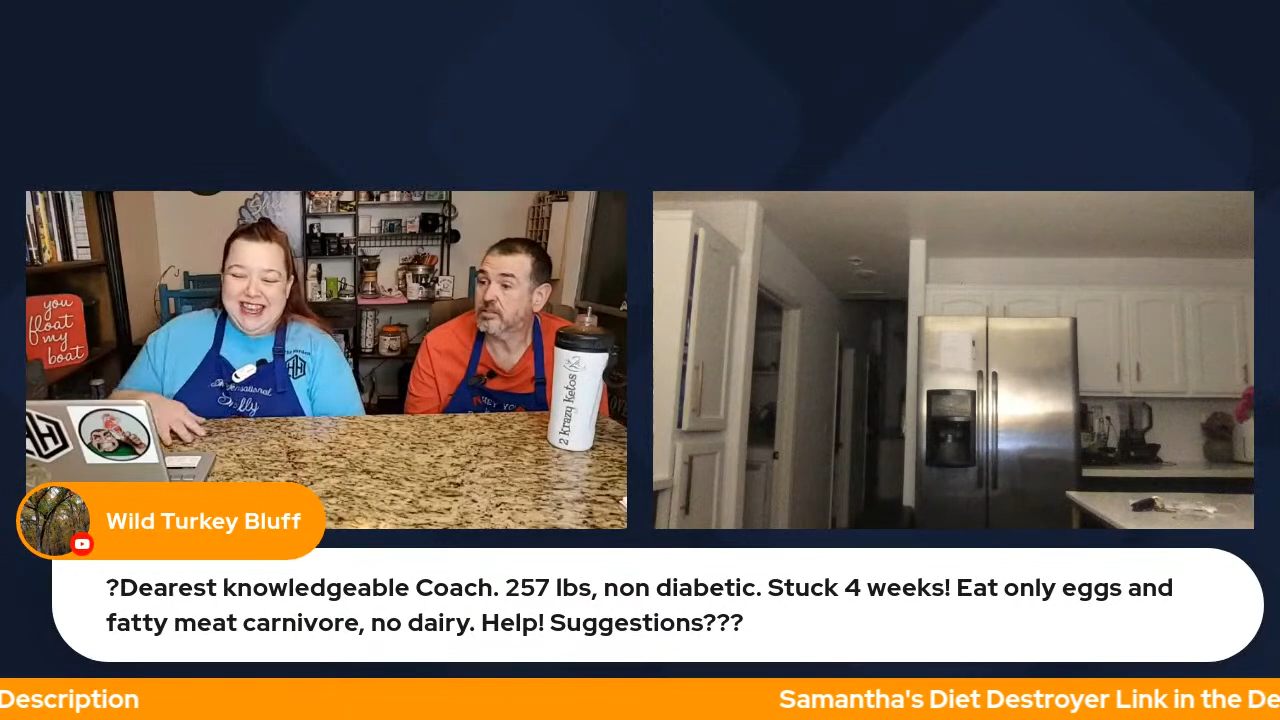 you
float
my
boat
2 krazy ketos
Wild Turkey Bluff
?Dearest knowledgeable Coach. 257 lbs, non diabetic. Stuck 4 weeks! Eat only eggs and
fatty meat carnivore, no dairy. Help! Suggestions???
Description
Samantha's Diet Destroyer Link in the De